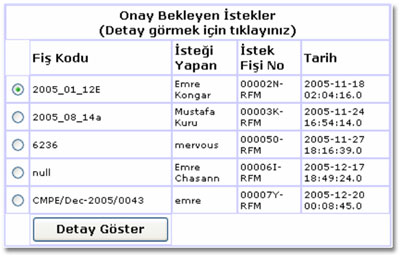 Onay Bekleyen İstekler
(Detay görmek için tıklayınız)
Fiş Kodu İsteği Yapan İstek Fişi No Tarih
2005_01_12E Emre Kongar 00002N-RFM 2005-11-18 02:04:16.0
2005_08_14a Mustafa Kuru 00003K-RFM 2005-11-24 16:54:14.0
6236 mervous 000050-RFM 2005-11-27 18:16:39.0
null Emre Chasann 00006I-RFM 2005-12-17 18:49:24.0
CMPE/Dec-2005/0043 emre 00007Y-RFM 2005-12-20 00:08:45.0
Detay Göster